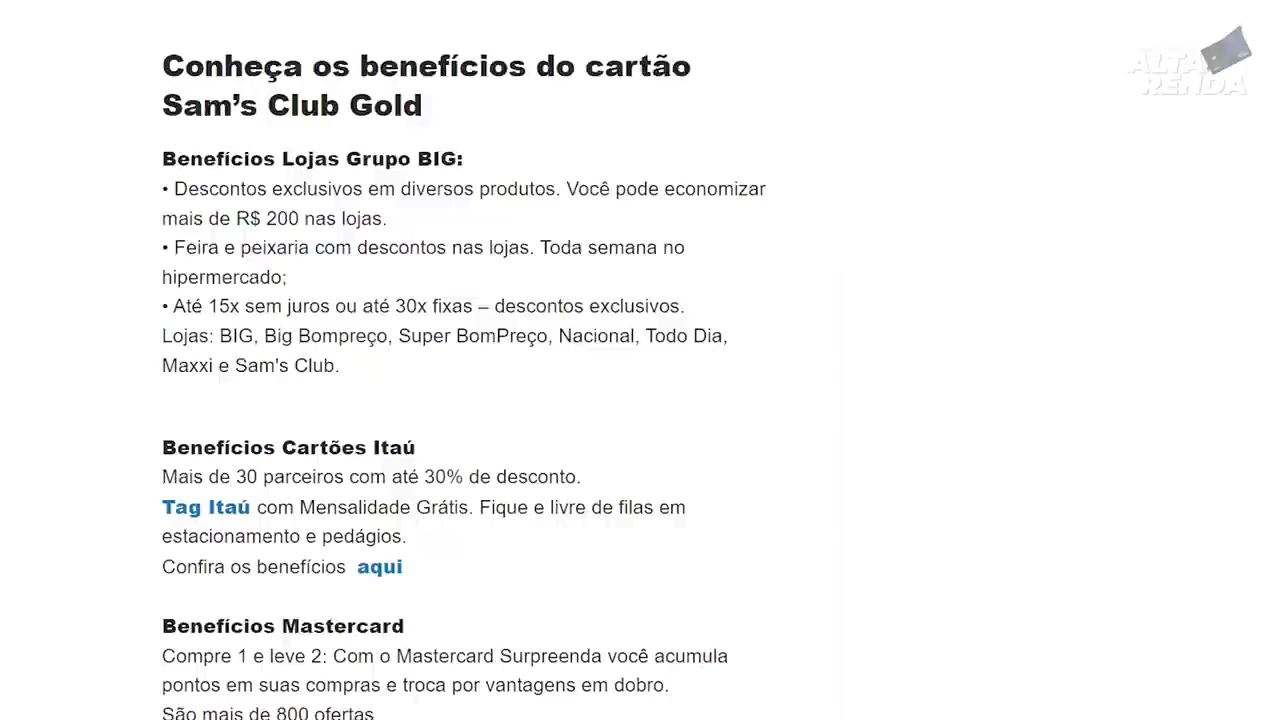 ALTA
RENDA
Conheça os benefícios do cartão
Sam’s Club Gold
Benefícios Lojas Grupo BIG:
• Descontos exclusivos em diversos produtos. Você pode economizar
mais de R$ 200 nas lojas.
• Feira e peixaria com descontos nas lojas. Toda semana no
hipermercado;
• Até 15x sem juros ou até 30x fixas – descontos exclusivos.
Lojas: BIG, Big Bompreço, Super BomPreço, Nacional, Todo Dia,
Maxxi e Sam's Club.
Benefícios Cartões Itaú
Mais de 30 parceiros com até 30% de desconto.
Tag Itaú com Mensalidade Grátis. Fique e livre de filas em
estacionamento e pedágios.
Confira os benefícios aqui
Benefícios Mastercard
Compre 1 e leve 2: Com o Mastercard Surpreenda você acumula
pontos em suas compras e troca por vantagens em dobro.
São mais de 800 ofertas